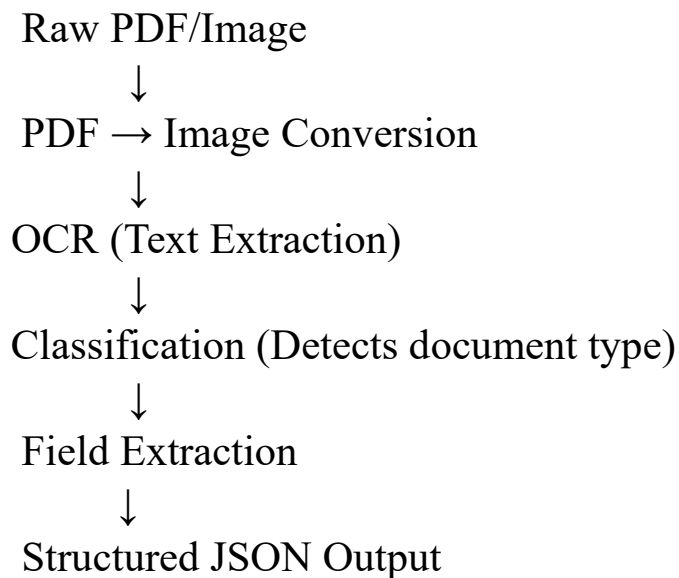 Raw PDF/Image
↓
PDF → Image Conversion
↓
OCR (Text Extraction)
↓
Classification (Detects document type)
↓
Field Extraction
↓
Structured JSON Output